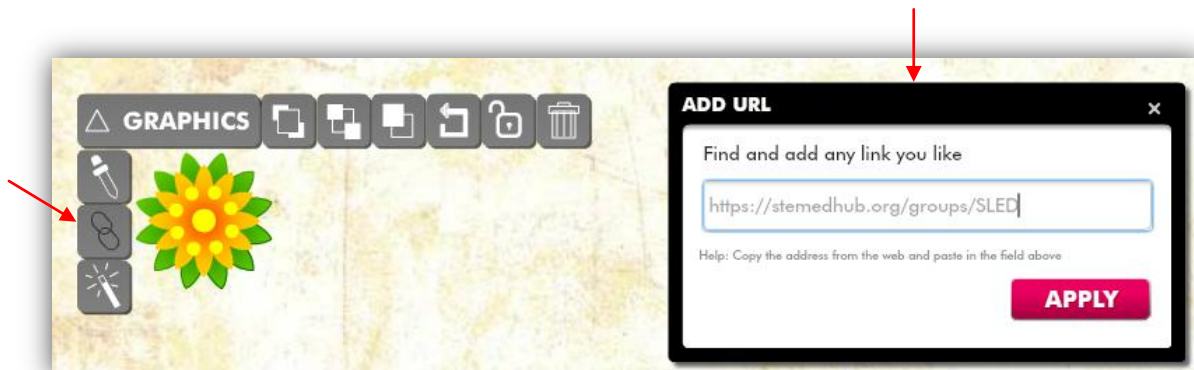 GRAPHICS
ADD URL
Find and add any link you like
https://stemedhub.org/groups/SLED
Help: Copy the address from the web and paste in the field above
APPLY